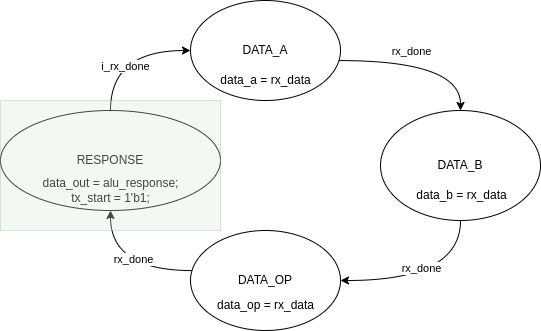 DATA_A
data_a = rx_data
rx_done
i_rx_done
RESPONSE
data_out = alu_response;
tx_start = 1'b1;
DATA_B
data_b = rx_data
rx_done
rx_done
DATA_OP
data_op = rx_data